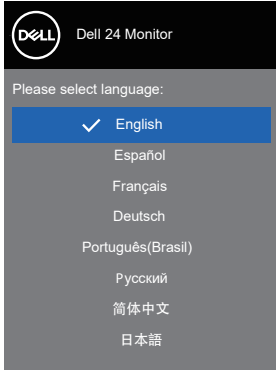 DELL
Dell 24 Monitor
Please select language:
English
Español
Français
Deutsch
Português(Brasil)
Русский
简体中文
日本語